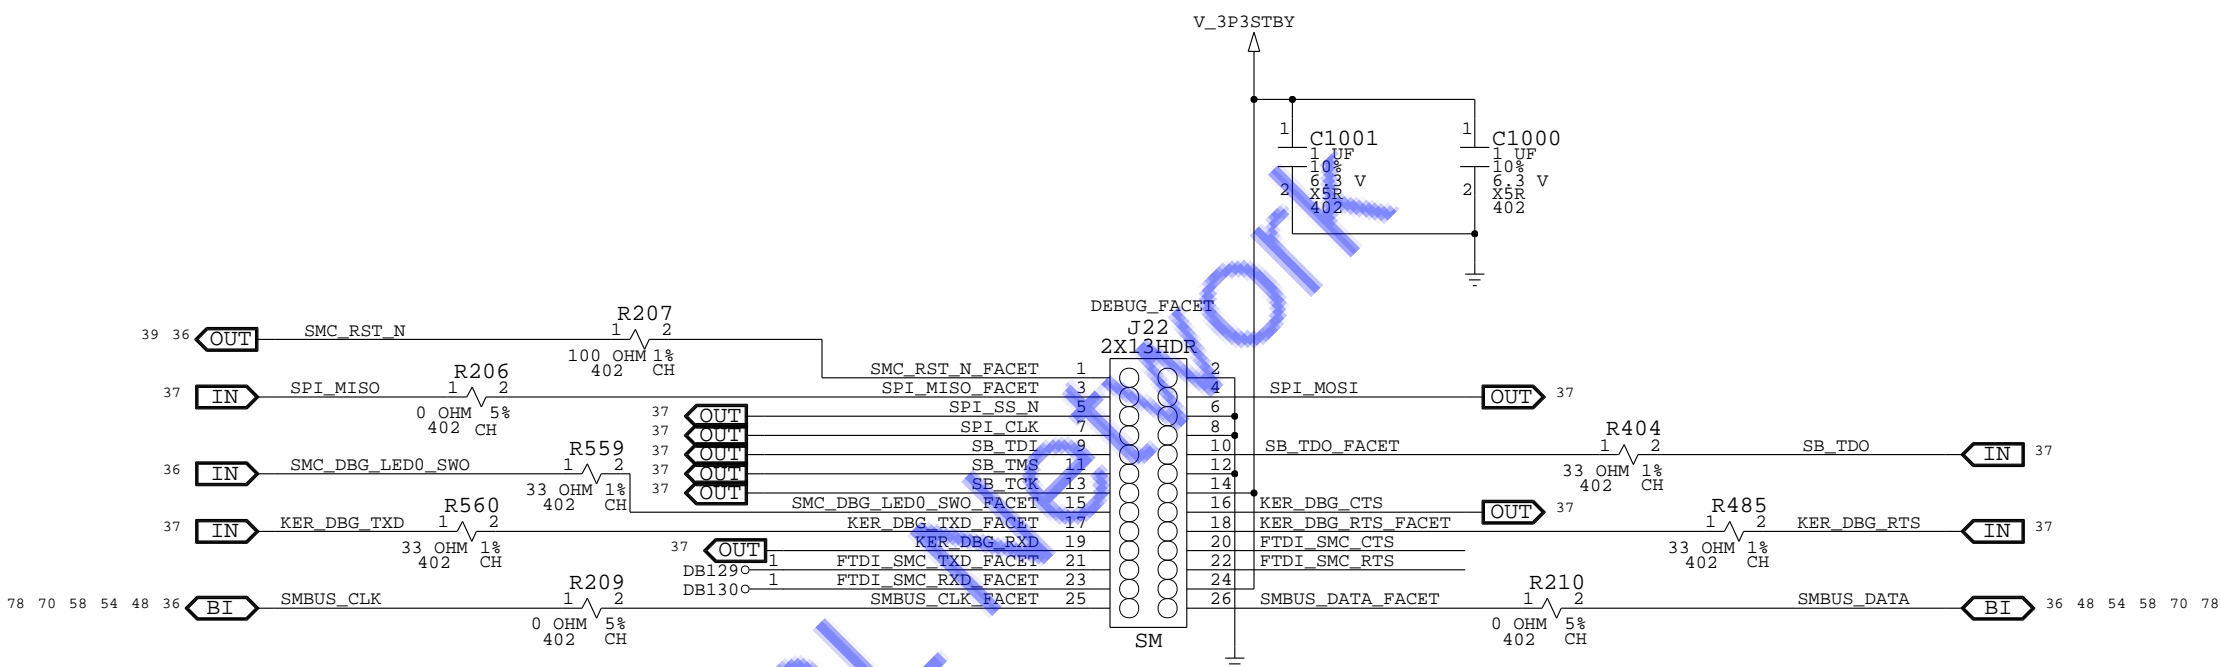 V_3P3STBY
1 C1001 1 C1000
1 UF 1 UF
10% 10%
6.3 V 6.3 V
2 X5R 2 X5R
402 402
DEBUG_FACET
J22
2X13HDR
39 36 OUT SMC_RST_N 1 R207 2
100 OHM 1%
402 CH
SMC_RST_N_FACET 1 2
37 IN SPI_MISO 1 R206 2 SPI_MISO_FACET 3 4 SPI_MOSI OUT 37
0 OHM 5%
402 CH
37 OUT SPI_SS_N 5 6
37 OUT SPI_CLK 7 8
37 OUT SB_TDI 9 10 SB_TDO_FACET 1 R404 2 SB_TDO IN 37
33 OHM 1%
402 CH
36 IN SMC_DBG_LED0_SWO 1 R559 2
33 OHM 1%
402 CH
37 OUT SB_TMS 11 12
37 OUT SB_TCK 13 14
SMC_DBG_LED0_SWO_FACET 15 16 KER_DBG_CTS OUT 37
37 IN KER_DBG_TXD 1 R560 2 KER_DBG_TXD_FACET 17 18 KER_DBG_RTS_FACET 1 R485 2 KER_DBG_RTS IN 37
33 OHM 1% 33 OHM 1%
402 CH 402 CH
37 OUT KER_DBG_RXD 19 20 FTDI_SMC_CTS
DB129 1 FTDI_SMC_TXD_FACET 21 22 FTDI_SMC_RTS
DB130 1 FTDI_SMC_RXD_FACET 23 24
78 70 58 54 48 36 BI SMBUS_CLK 1 R209 2 SMBUS_CLK_FACET 25 26 SMBUS_DATA_FACET 1 R210 2 SMBUS_DATA BI 36 48 54 58 70 78
0 OHM 5% 0 OHM 5%
402 CH 402 CH
SM
Network